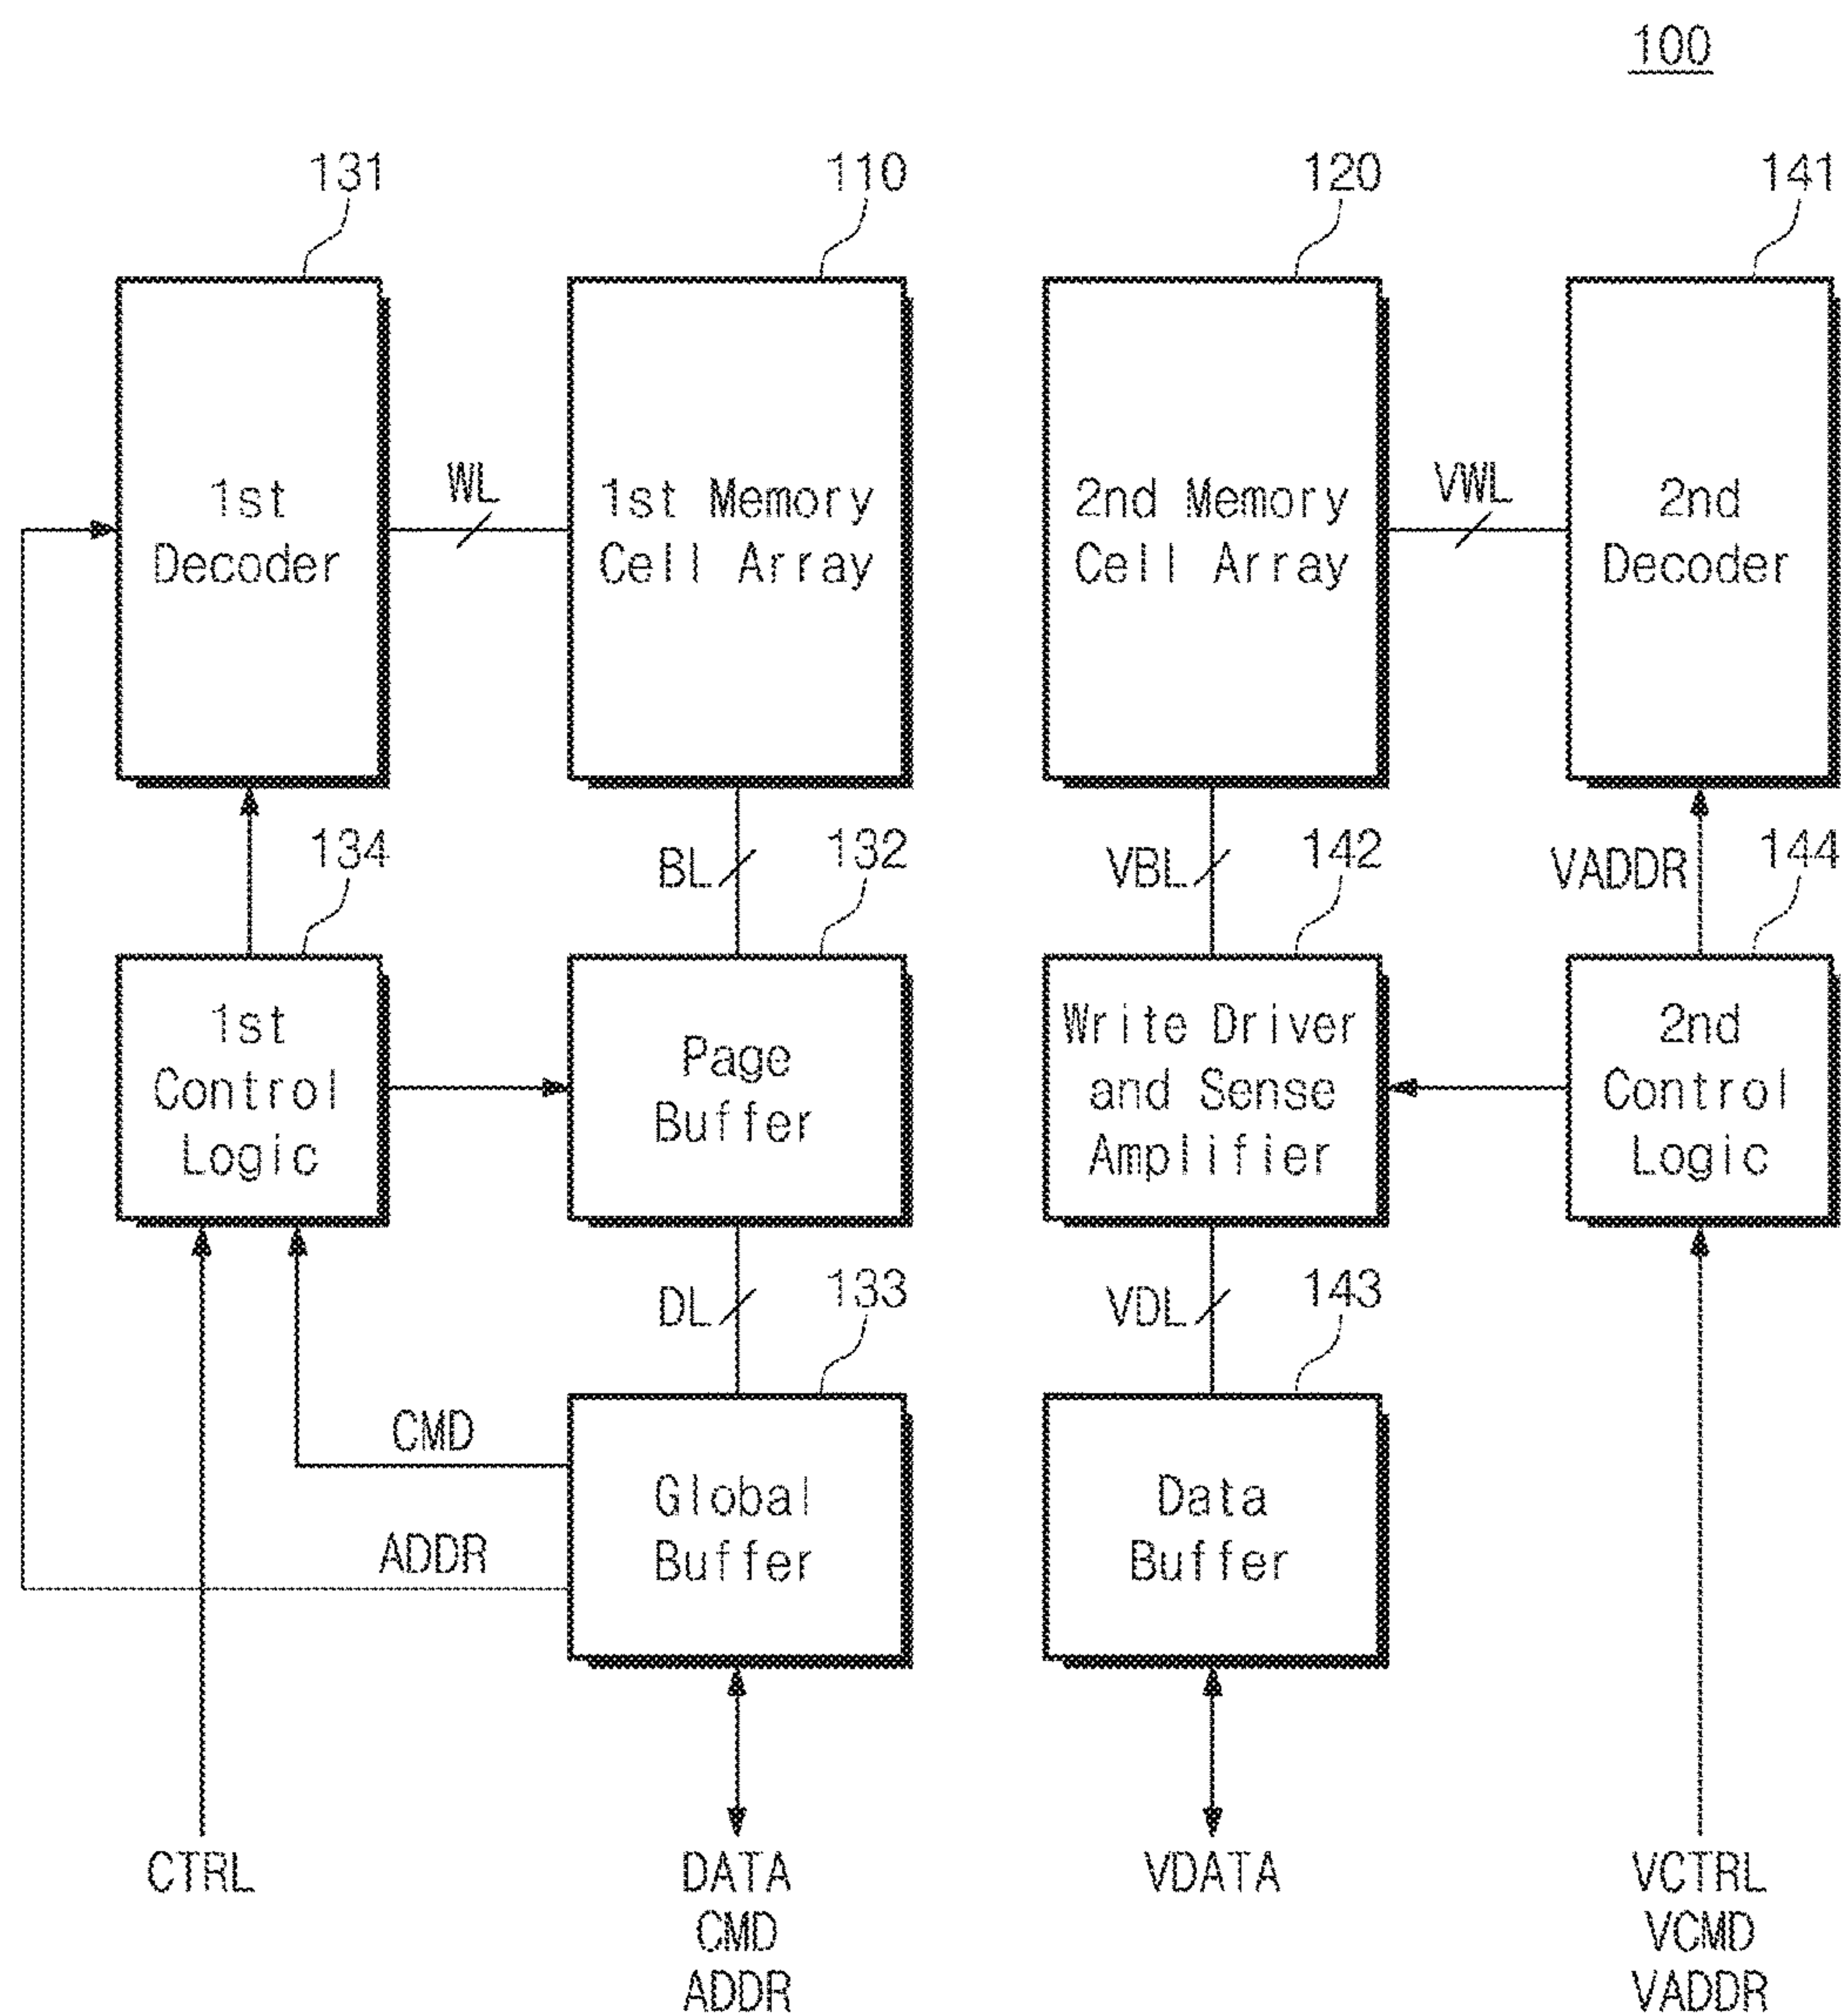 100
131
110
120
141
1st
Decoder
WL
1st Memory
Cell Array
2nd Memory
Cell Array
VWL
2nd
Decoder
134
BL
132
VBL
142
VADDR
144
1st
Control
Logic
Page
Buffer
Write Driver
and Sense
Amplifier
2nd
Control
Logic
DL
133
VDL
143
CMD
ADDR
Global
Buffer
Data
Buffer
CTRL
DATA
CMD
ADDR
VDATA
VCTRL
VCMD
VADDR